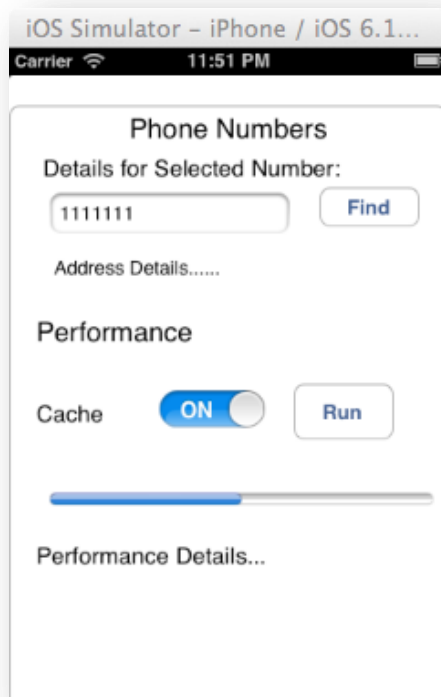 iOS Simulator – iPhone / iOS 6.1...
Carrier 11:51 PM
Phone Numbers
Details for Selected Number:
1111111 Find
Address Details......
Performance
Cache ON Run
Performance Details...